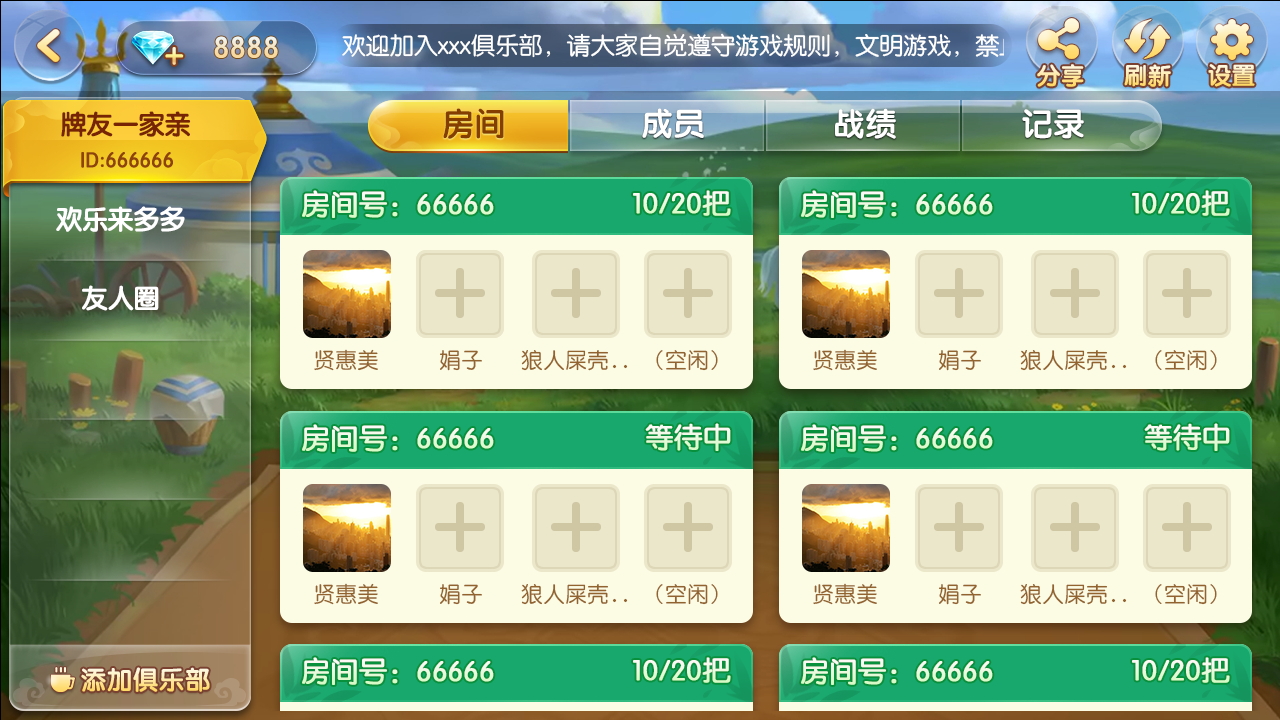 8888
欢迎加入xxx俱乐部，请大家自觉遵守游戏规则，文明游戏，禁
分享
刷新
设置
牌友一家亲
ID:666666
欢乐来多多
友人圈
添加俱乐部
房间 成员 战绩 记录
房间号：66666 10/20把
贤惠美 娟子 狼人屎壳.. （空闲）
房间号：66666 10/20把
贤惠美 娟子 狼人屎壳.. （空闲）
房间号：66666 等待中
贤惠美 娟子 狼人屎壳.. （空闲）
房间号：66666 等待中
贤惠美 娟子 狼人屎壳.. （空闲）
房间号：66666 10/20把
房间号：66666 10/20把